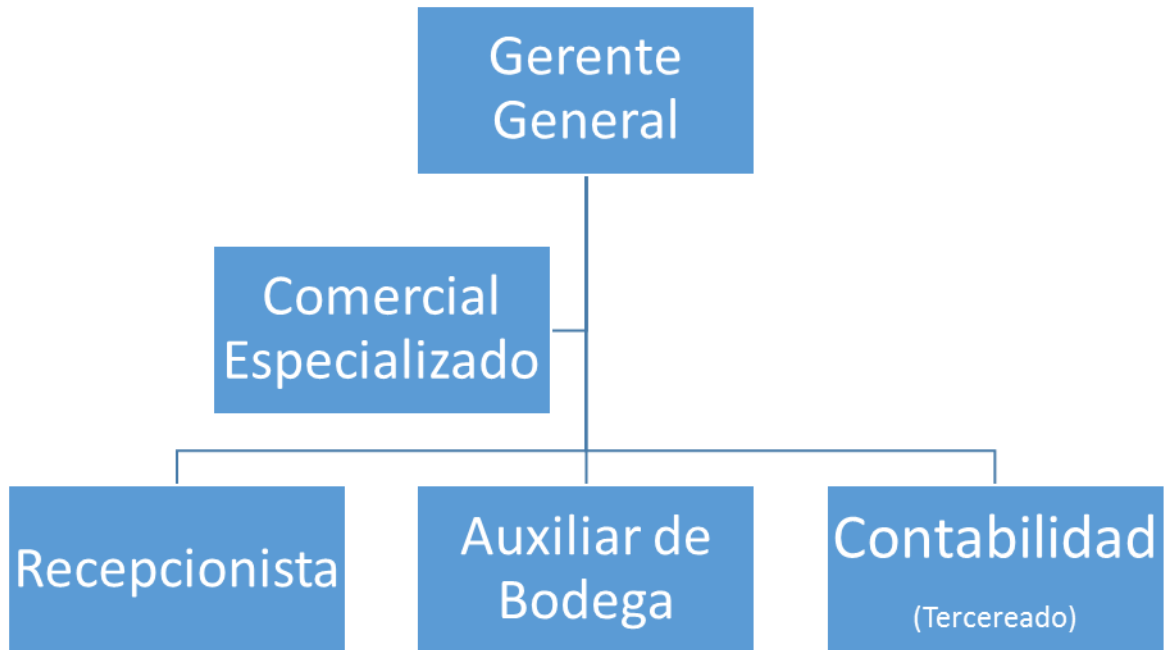 Gerente
General
Comercial
Especializado
Recepcionista
Auxiliar de
Bodega
Contabilidad
(Tercereado)